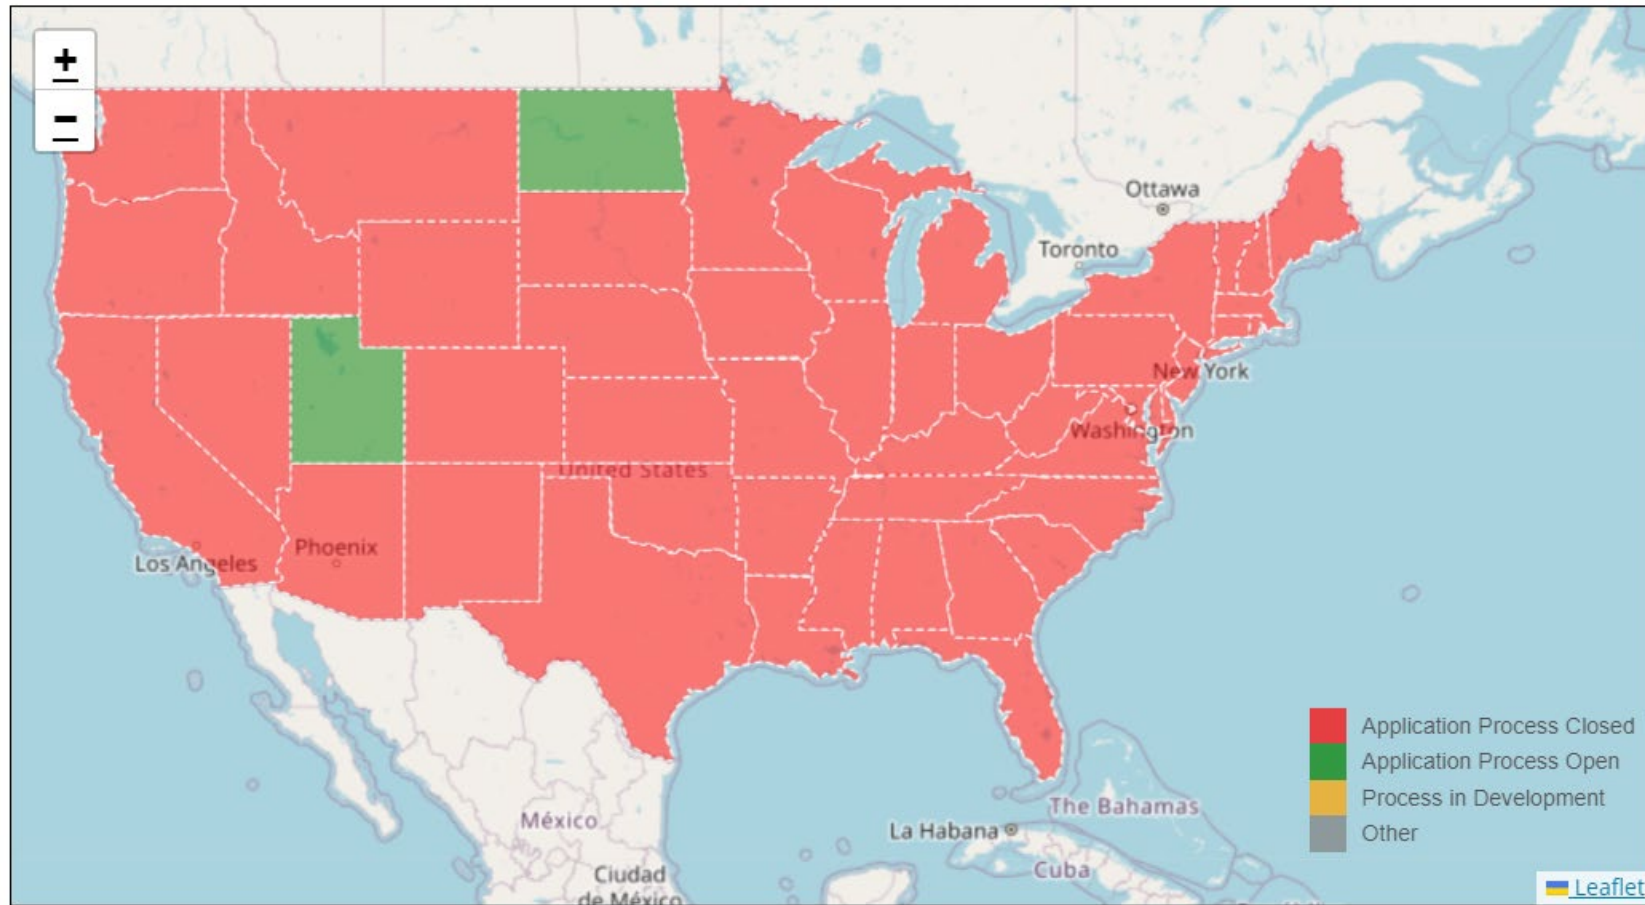 +
−
Ottawa
Toronto
New York
Washington
United States
Phoenix
Los Angeles
Application Process Closed
Application Process Open
Process in Development
Other
The Bahamas
México
La Habana
Cuba
Ciudad
de México
Leaflet